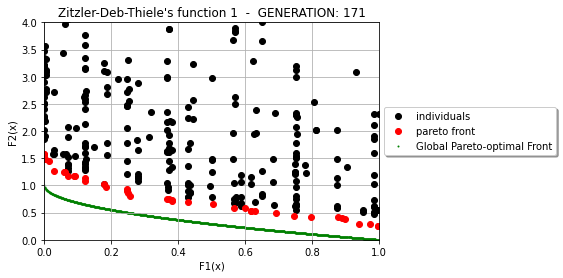 Zitzler-Deb-Thiele's function 1 - GENERATION: 171
4.0
3.5
3.0
2.5
2.0
1.5
1.0
0.5
0.0
F2(x)
0.0 0.2 0.4 0.6 0.8 1.0
F1(x)
individuals
pareto front
Global Pareto-optimal Front